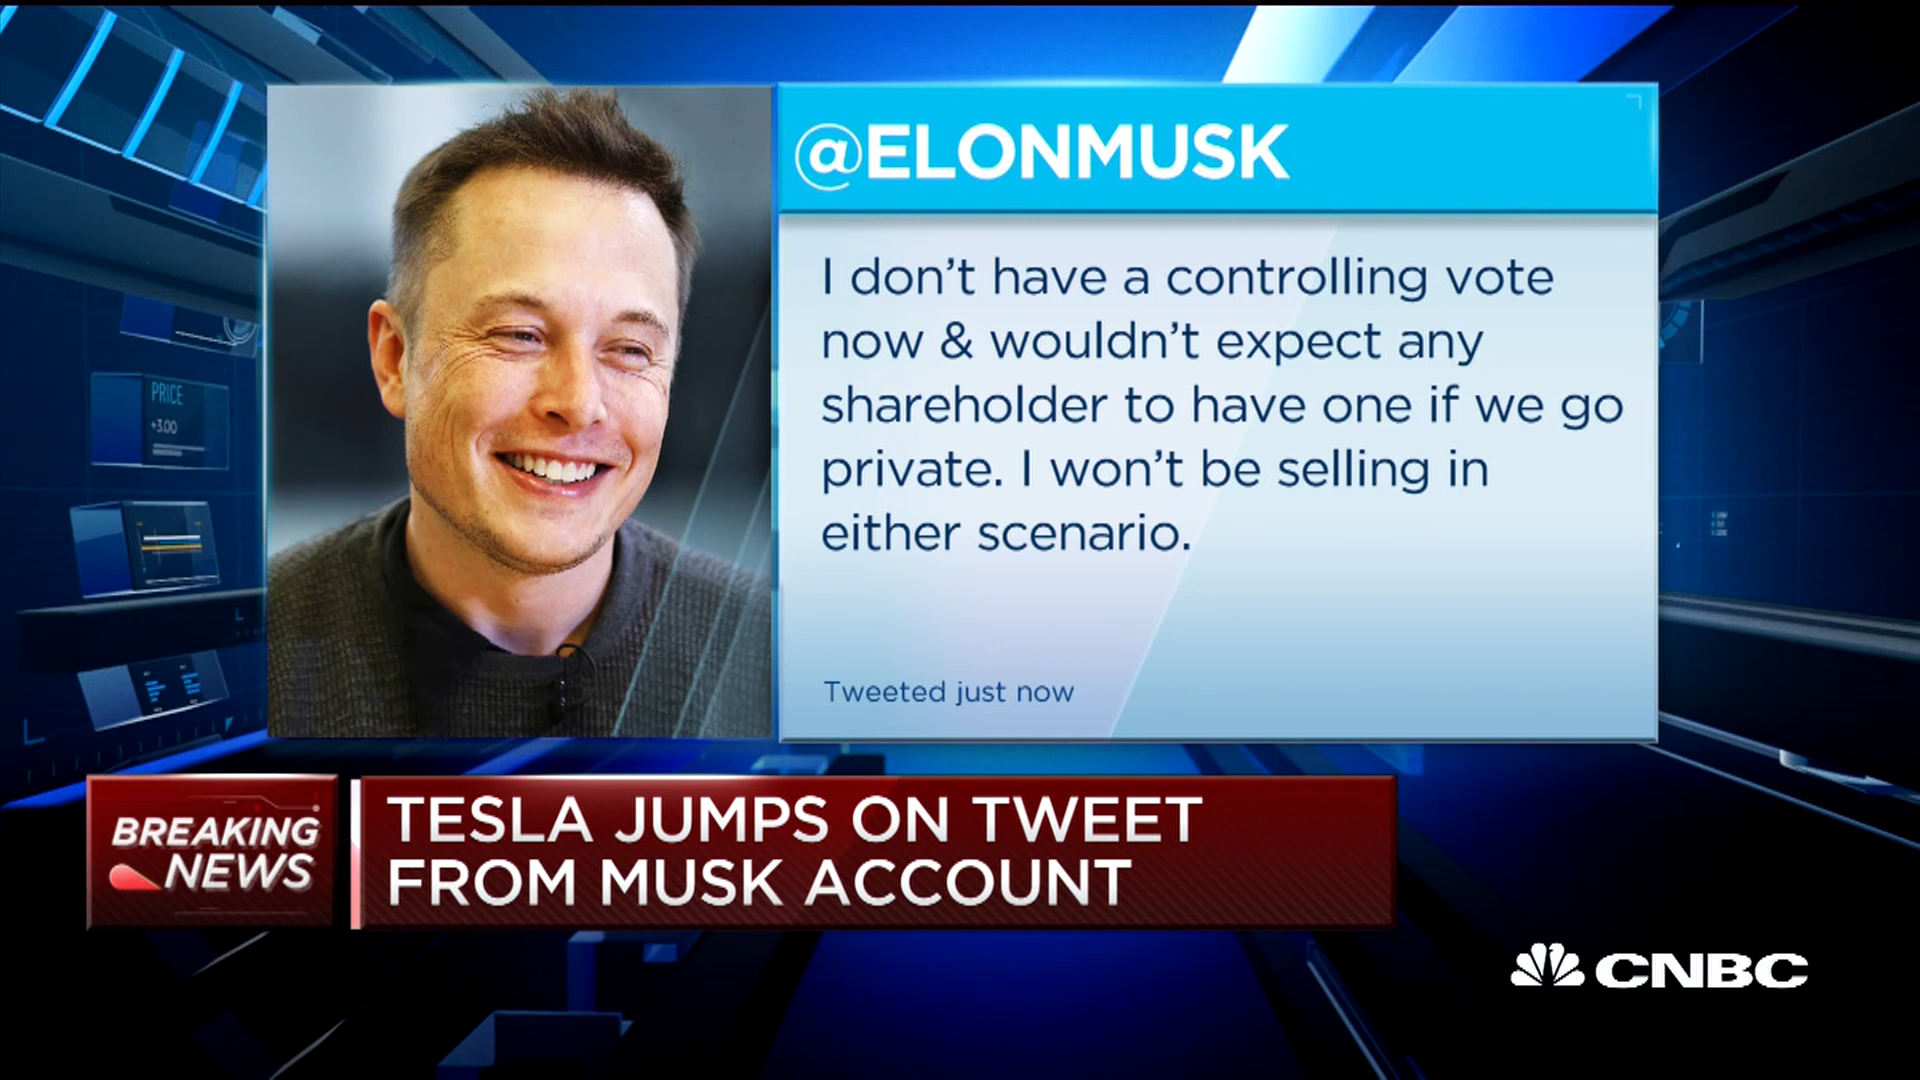 @ELONMUSK
I don't have a controlling vote
now & wouldn't expect any
shareholder to have one if we go
private. I won't be selling in
either scenario.
Tweeted just now
PRICE
+3.00
BREAKING
NEWS
TESLA JUMPS ON TWEET
FROM MUSK ACCOUNT
CNBC